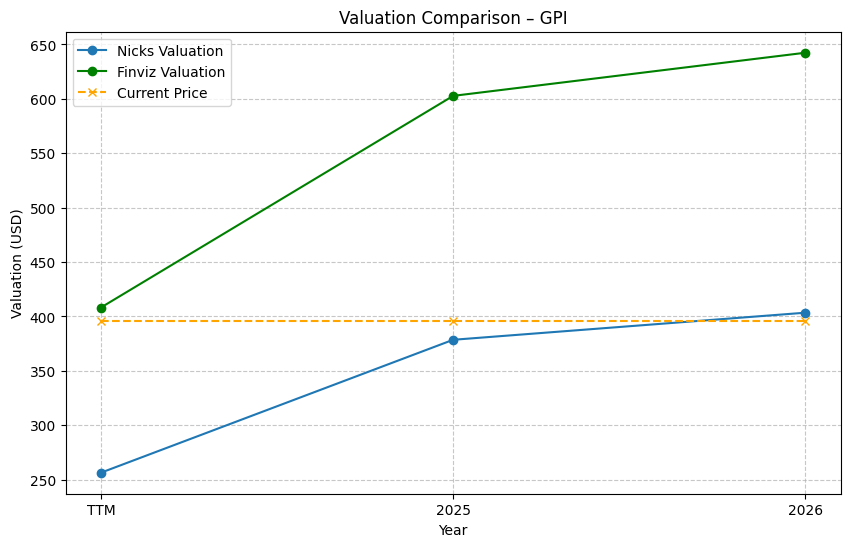 Valuation Comparison – GPI
Nicks Valuation
Finviz Valuation
Current Price
Valuation (USD)
650
600
550
500
450
400
350
300
250
TTM
2025
2026
Year